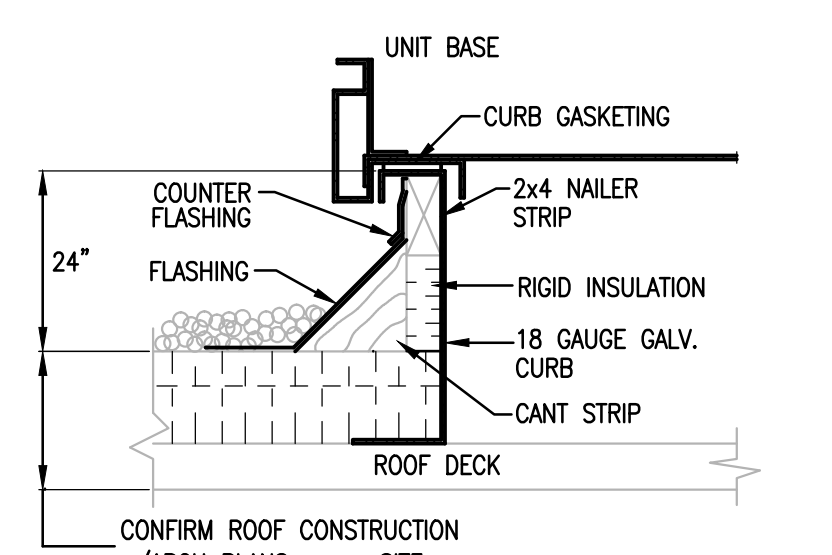 UNIT BASE
CURB GASKETING
COUNTER
FLASHING
2x4 NAILER
STRIP
24"
FLASHING
RIGID INSULATION
18 GAUGE GALV.
CURB
CANT STRIP
ROOF DECK
CONFIRM ROOF CONSTRUCTION